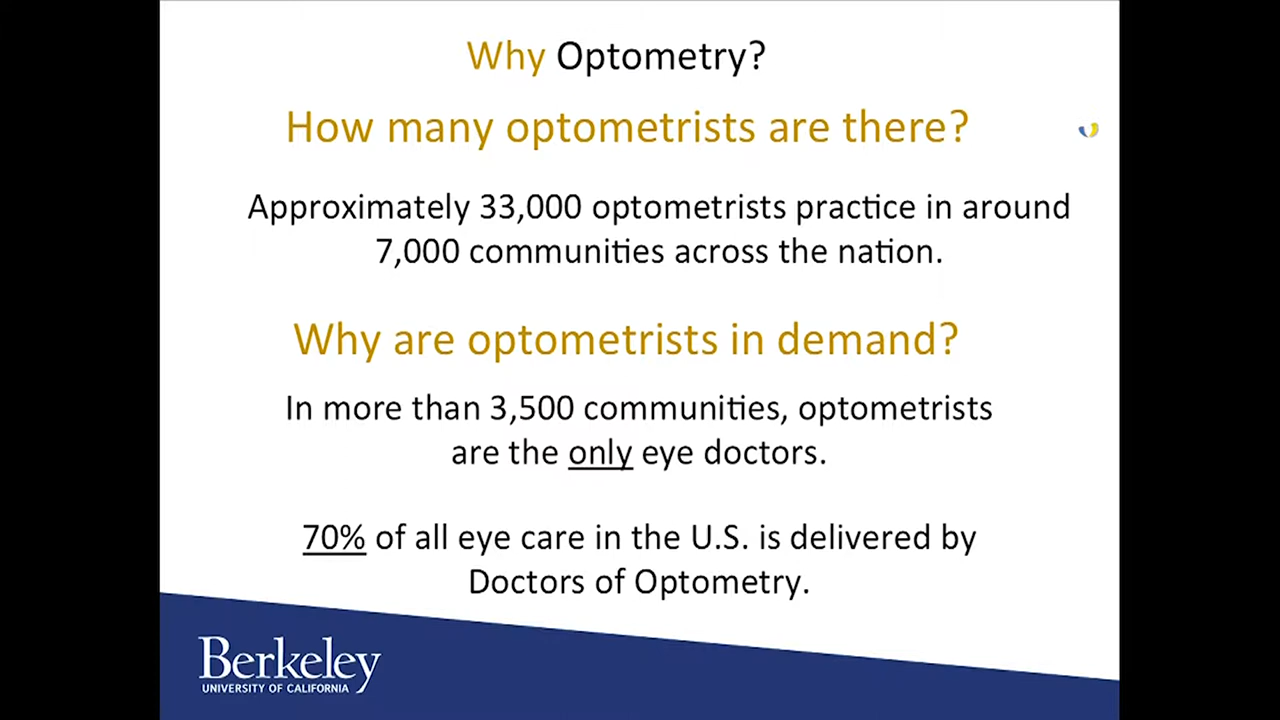 Why Optometry?
How many optometrists are there?
Approximately 33,000 optometrists practice in around
7,000 communities across the nation.
Why are optometrists in demand?
In more than 3,500 communities, optometrists
are the only eye doctors.
70% of all eye care in the U.S. is delivered by
Doctors of Optometry.
Berkeley
UNIVERSITY OF CALIFORNIA